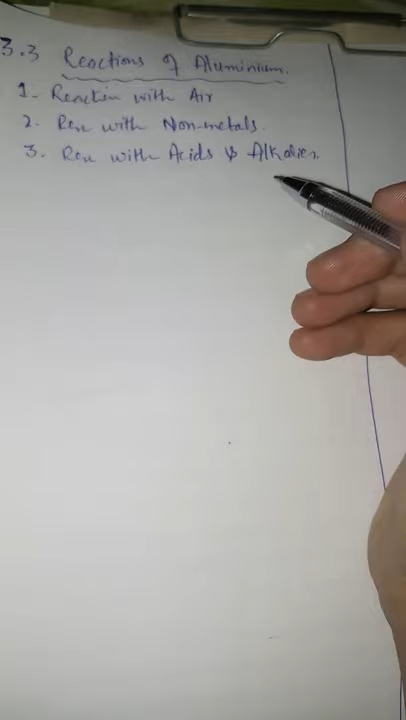 3.3 Reactions of Aluminium.
1- Reaction with Air
2. Rxn with Non-metals.
3. Rxn with Acids & Alkalies.